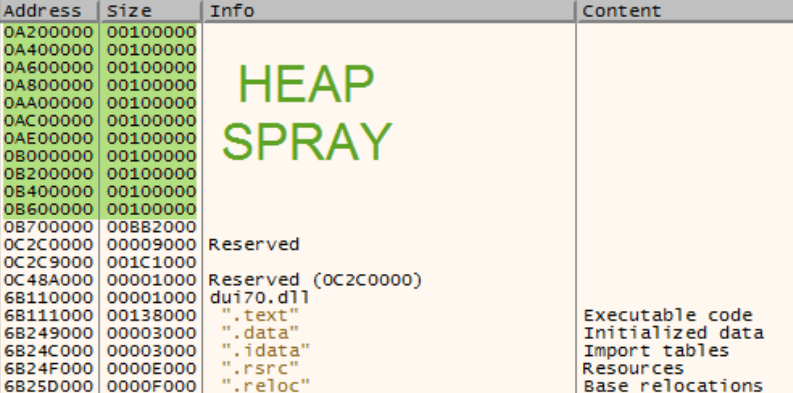 Address Size Info Content
0A200000 00100000
0A400000 00100000
0A600000 00100000
0A800000 00100000
0AA00000 00100000
0AC00000 00100000
0AE00000 00100000
0B000000 00100000
0B200000 00100000
0B400000 00100000
0B600000 00100000
HEAP
SPRAY
0B700000 00BB2000
0C2C0000 00009000 Reserved
0C2C9000 001C1000
0C48A000 00001000 Reserved (0C2C0000)
6B110000 00001000 dui70.dll
6B111000 00138000 ".text" Executable code
6B249000 00003000 ".data" Initialized data
6B24C000 00003000 ".idata" Import tables
6B24F000 0000E000 ".rsrc" Resources
6B25D000 0000F000 ".reloc" Base relocations